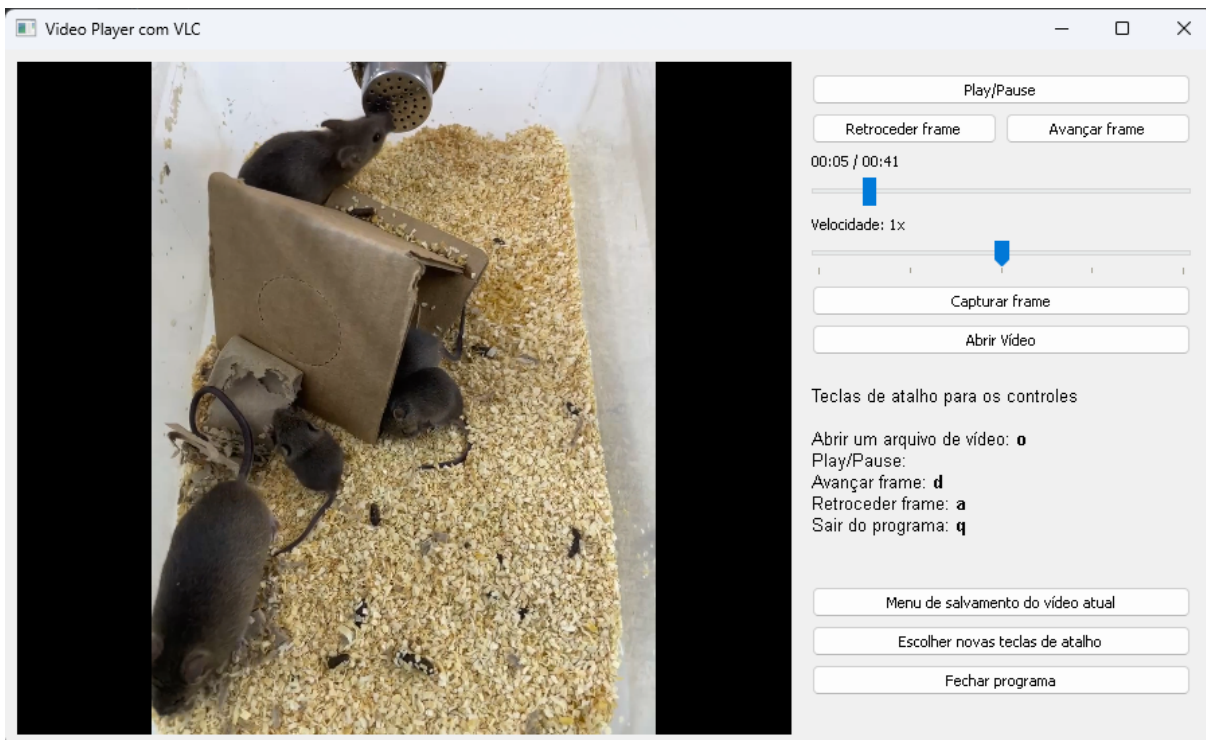 Video Player com VLC
Play/Pause
Retroceder frame
Avançar frame
00:05 / 00:41
Velocidade: 1x
Capturar frame
Abrir Vídeo
Teclas de atalho para os controles
Abrir um arquivo de vídeo: o
Play/Pause:
Avançar frame: d
Retroceder frame: a
Sair do programa: q
Menu de salvamento do vídeo atual
Escolher novas teclas de atalho
Fechar programa